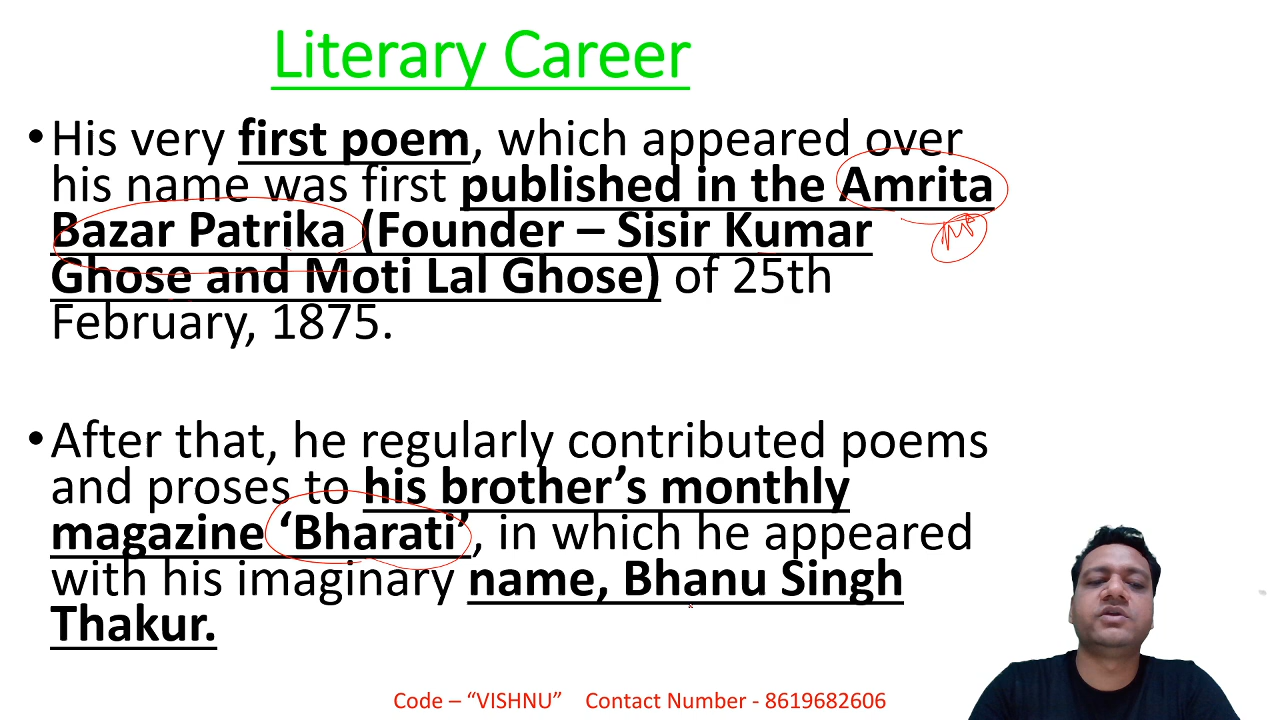 Literary Career
•His very first poem, which appeared over
his name was first published in the Amrita
Bazar Patrika (Founder – Sisir Kumar
Ghose and Moti Lal Ghose) of 25th
February, 1875.
•After that, he regularly contributed poems
and proses to his brother’s monthly
magazine ‘Bharati’, in which he appeared
with his imaginary name, Bhanu Singh
Thakur.
Code – “VISHNU” Contact Number - 8619682606